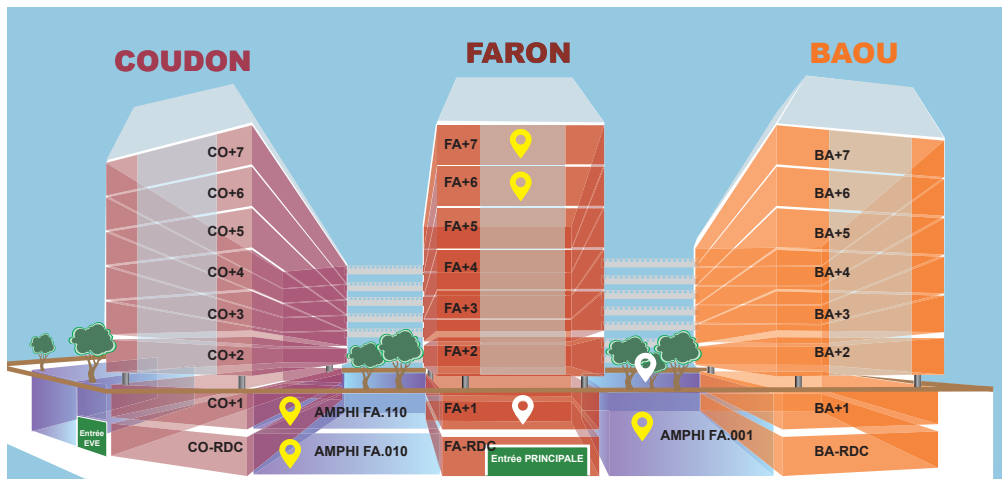 COUDON
FARON
BAOU
CO+7
CO+6
CO+5
CO+4
CO+3
CO+2
CO+1
CO-RDC
Entrée
EVE
AMPHI FA.110
AMPHI FA.010
FA+7
FA+6
FA+5
FA+4
FA+3
FA+2
FA+1
FA-RDC
Entrée PRINCIPALE
AMPHI FA.001
BA+7
BA+6
BA+5
BA+4
BA+3
BA+2
BA+1
BA-RDC